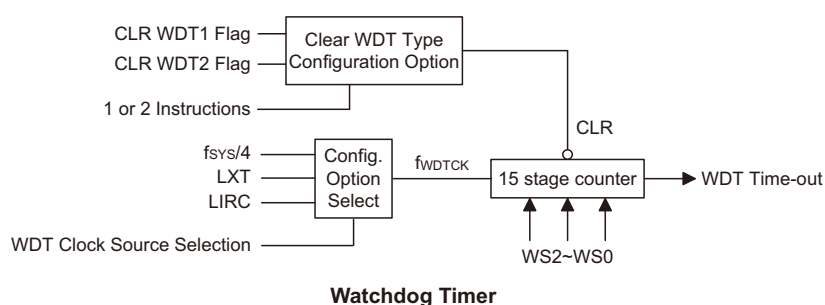 CLR WDT1 Flag
CLR WDT2 Flag
1 or 2 Instructions
Clear WDT Type
Configuration Option
CLR
fSYS/4
LXT
LIRC
WDT Clock Source Selection
Config.
Option
Select
fWDTCK
15 stage counter
WDT Time-out
WS2~WS0
Watchdog Timer